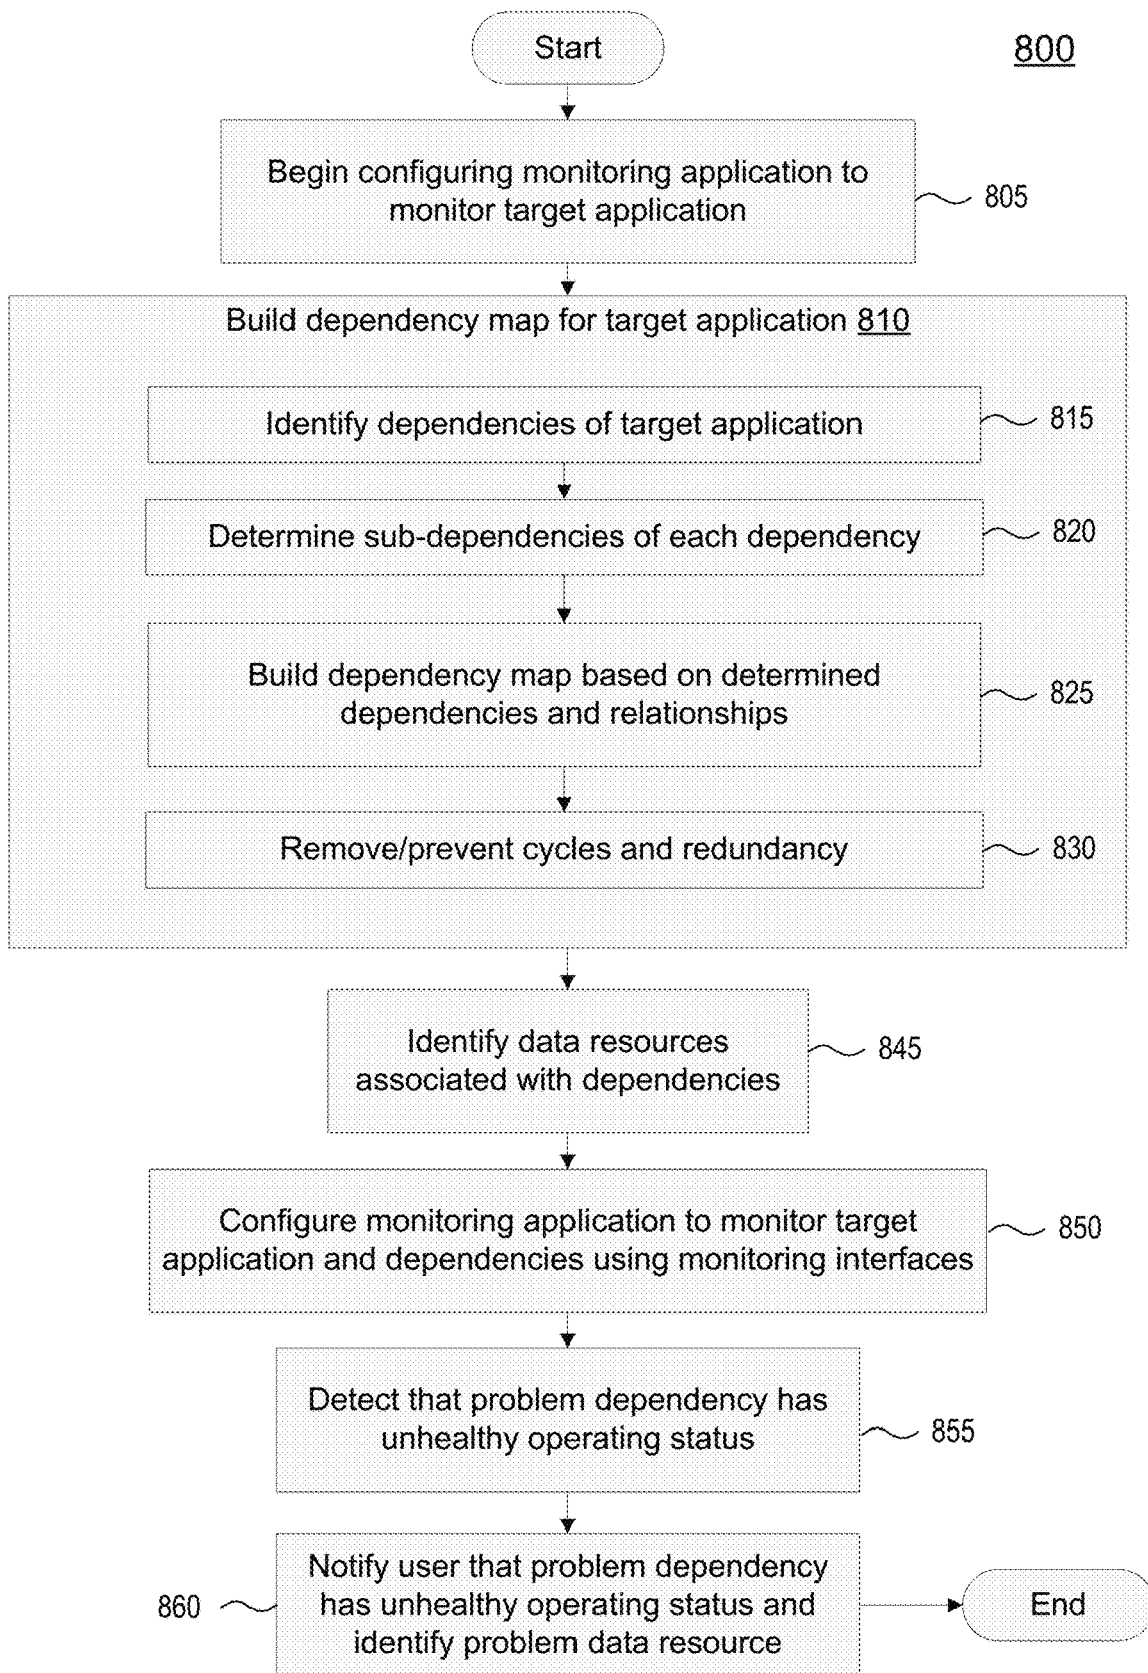 Start
800
Begin configuring monitoring application to
monitor target application
805
Build dependency map for target application 810
Identify dependencies of target application
815
Determine sub-dependencies of each dependency
820
Build dependency map based on determined
dependencies and relationships
825
Remove/prevent cycles and redundancy
830
Identify data resources
associated with dependencies
845
Configure monitoring application to monitor target
application and dependencies using monitoring interfaces
850
Detect that problem dependency has
unhealthy operating status
855
Notify user that problem dependency
has unhealthy operating status and
identify problem data resource
860
End